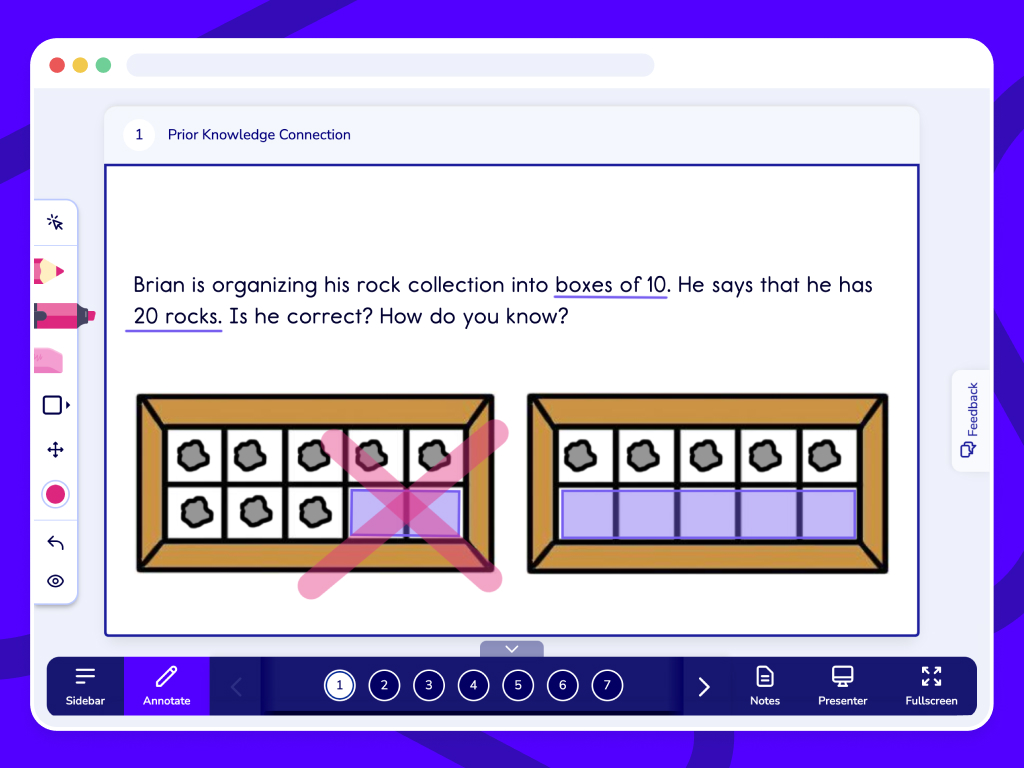 1 Prior Knowledge Connection
Brian is organizing his rock collection into boxes of 10. He says that he has
20 rocks. Is he correct? How do you know?
Feedback
Sidebar
Annotate
1 2 3 4 5 6 7
Notes
Presenter
Fullscreen